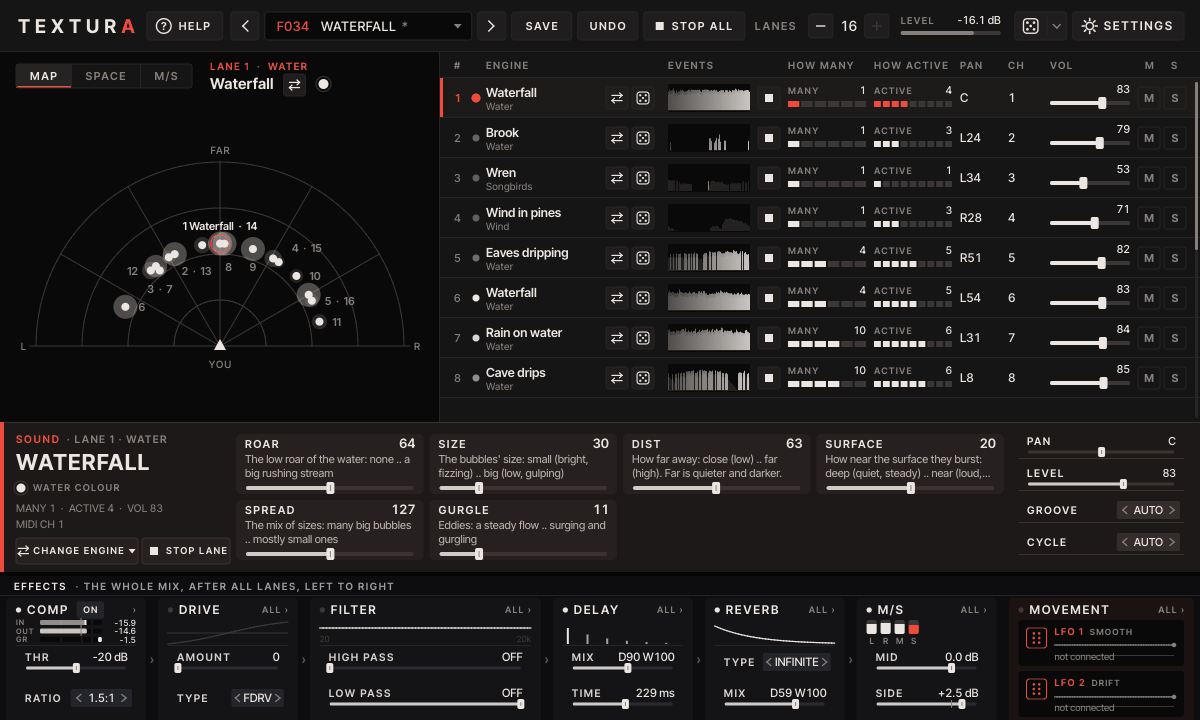 TEXTURA HELP F034 WATERFALL * SAVE UNDO STOP ALL LANES 16 LEVEL -16.1 dB SETTINGS
MAP SPACE M/S
LANE 1 · WATER
Waterfall
FAR
1 Waterfall · 14
4 · 15
12
2 · 13
8
9
10
3 · 7
6
5 · 16
11
L
R
YOU
# ENGINE EVENTS HOW MANY HOW ACTIVE PAN CH VOL M S
1 Waterfall Water MANY 1 ACTIVE 4 C 1 83 M S
2 Brook Water MANY 1 ACTIVE 3 L24 2 79 M S
3 Wren Songbirds MANY 1 ACTIVE 1 L34 3 53 M S
4 Wind in pines Wind MANY 1 ACTIVE 3 R28 4 71 M S
5 Eaves dripping Water MANY 4 ACTIVE 5 R51 5 82 M S
6 Waterfall Water MANY 4 ACTIVE 5 L54 6 83 M S
7 Rain on water Water MANY 10 ACTIVE 6 L31 7 84 M S
8 Cave drips Water MANY 10 ACTIVE 6 L8 8 85 M S
SOUND · LANE 1 · WATER
WATERFALL
WATER COLOUR
MANY 1 · ACTIVE 4 · VOL 83
MIDI CH 1
CHANGE ENGINE STOP LANE
ROAR 64
The low roar of the water: none .. a
big rushing stream
SIZE 30
The bubbles' size: small (bright,
fizzing) .. big (low, gulping)
DIST 63
How far away: close (low) .. far
(high). Far is quieter and darker.
SURFACE 20
How near the surface they burst:
deep (quiet, steady) .. near (loud,...
SPREAD 127
The mix of sizes: many big bubbles
.. mostly small ones
GURGLE 11
Eddies: a steady flow .. surging and
gurgling
PAN C
LEVEL 83
GROOVE < AUTO >
CYCLE < AUTO >
EFFECTS · THE WHOLE MIX, AFTER ALL LANES, LEFT TO RIGHT
COMP ON ›
IN -15.9
OUT -14.6
GR -1.5
THR -20 dB
RATIO < 1.5:1 >
DRIVE ALL ›
AMOUNT 0
TYPE < FDRV >
FILTER ALL ›
20 20k
HIGH PASS OFF
LOW PASS OFF
DELAY ALL ›
MIX D90 W100
TIME 229 ms
REVERB ALL ›
TYPE < INFINITE >
MIX D59 W100
M/S ALL ›
L R M S
MID 0.0 dB
SIDE +2.5 dB
MOVEMENT ALL ›
LFO 1 SMOOTH
not connected
LFO 2 DRIFT
not connected